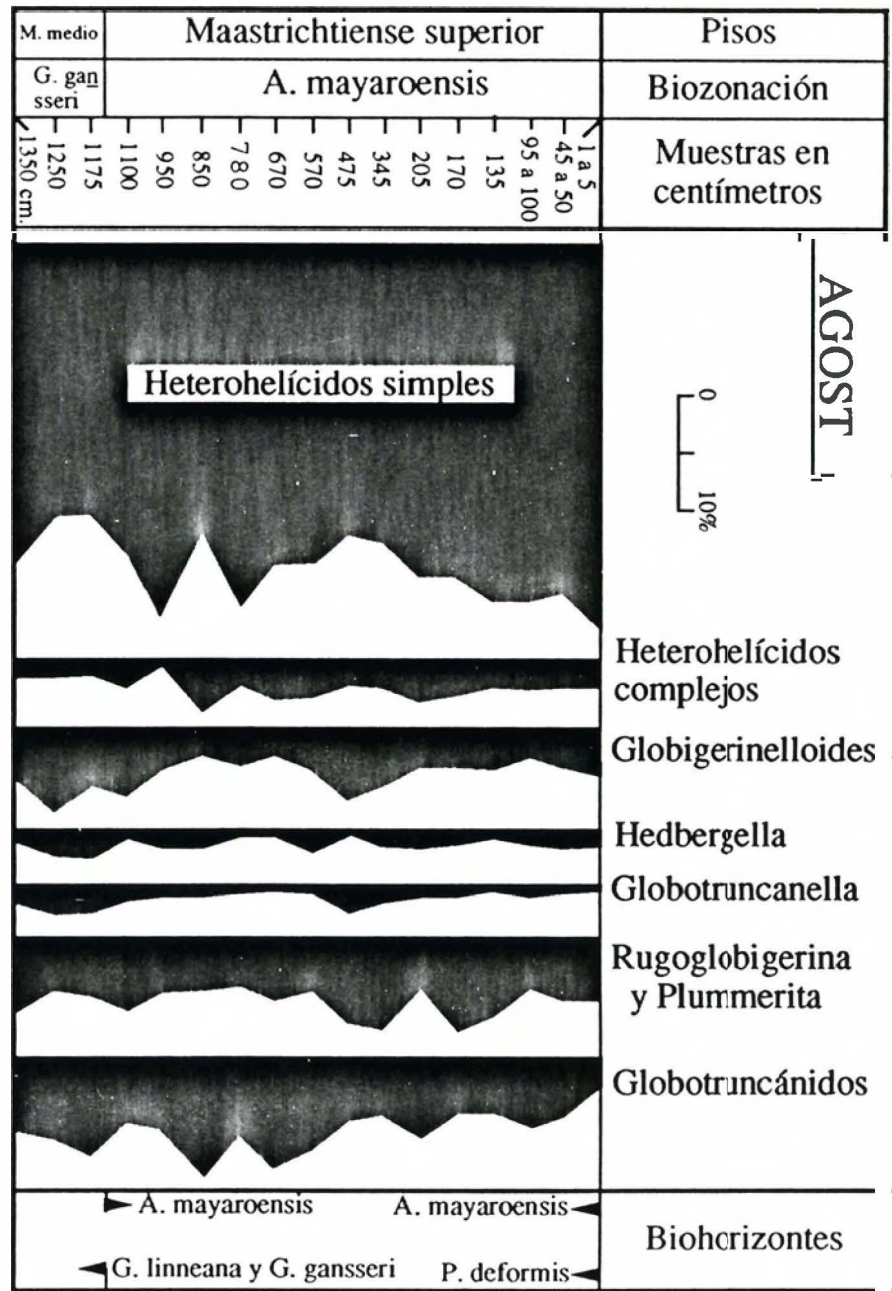 M. medio
Maastrichtiense superior
Pisos
G. gan
sseri
A. mayaroensis
Biozonación
1350 cm.
1250
1175
1100
950
850
780
670
570
475
345
205
170
135
95 a 100
45 a 50
1 a 5
Muestras en
centímetros
AGOST
0
10%
Heterohelícidos simples
Heterohelícidos
complejos
Globigerinelloides
Hedbergella
Globotruncanella
Rugoglobigerina
y Plummerita
Globotruncánidos
A. mayaroensis
A. mayaroensis
G. linneana y G. gansseri
P. deformis
Biohorizontes